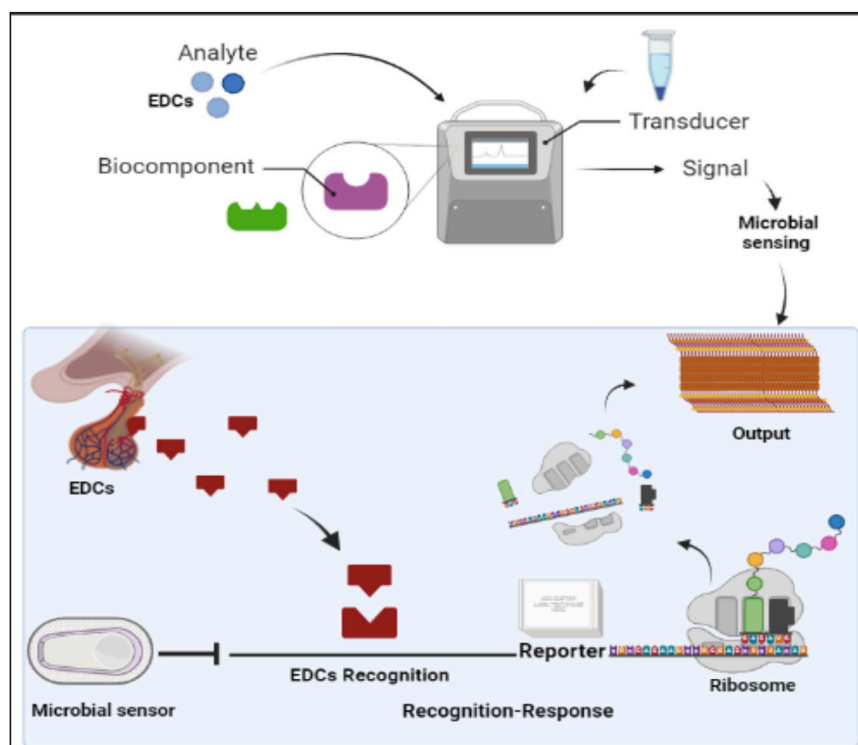 Analyte
EDCs
Transducer
Biocomponent
Signal
Microbial
sensing
EDCs
Output
Reporter
EDCs Recognition
Ribosome
Microbial sensor
Recognition-Response